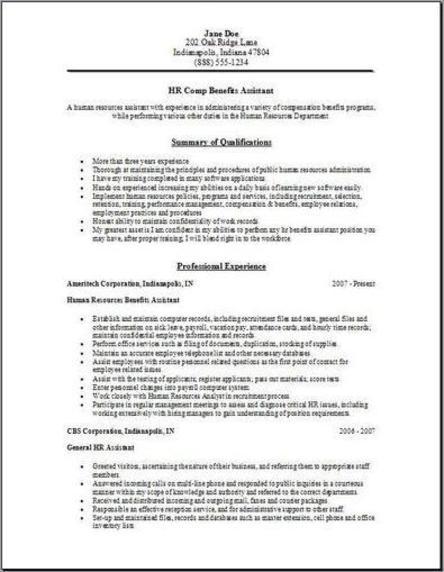 Jane Doe
202 Oak Ridge Lane
Indianapolis, Indiana 47804
(888) 555-1234
HR Comp Benefits Assistant
A human resources assistant with experience in administering a variety of compensation benefits programs,
while performing various other duties in the Human Resources Department
Summary of Qualifications
• More than three years experience
• Thorough at maintaining the principles and procedures of public human resources administration
• I have my training completed in many software applications
• Hands on experienced increasing my abilities on a daily basis of learning new software easily.
• Implement human resources policies, programs and services, including recruitment, selection,
retention, training, performance management, compensation & benefits, employee relations,
employment practices and procedures
• Honest ability to maintain confidentiality of work records
• My greatest asset is I am confident in my abilities to perform any hr benefits assistant position you
may have, after proper training, I will blend right in to the workforce.
Professional Experience
Ameritech Corporation, Indianapolis, IN 2007 - Present
Human Resources Benefits Assistant
• Establish and maintain computer records, including recruitment files and tests, general files and
other information on sick leave, payroll, vacation pay, attendance cards, and hourly time records;
maintain confidential employee information and records.
• Perform office services such as filing of documents, duplication, stocking of supplies.
• Maintain an accurate employee telephone list and other necessary databases.
• Assist employees with routine personnel related questions as the first point of contact for
employee related issues.
• Assist with the testing of applicants; register applicants; pass out materials; score tests
• Enter personnel changes into payroll computer system
• Work closely with Human Resources Analyst in recruitment process.
• Participate in regular management meetings to assess and diagnose critical HR issues, including
working extensively with hiring managers to gain understanding of position requirements.
CBS Corporation, Indianapolis, IN 2006 - 2007
General HR Assistant
• Greeted visitors, ascertaining the nature of their business, and referring them to appropriate staff
members.
• Answered incoming calls on multi-line phone and responded to public inquiries in a courteous
manner within my scope of knowledge and authority and referred to the correct departments.
• Received and distributed incoming and outgoing mail, faxes and courier packages.
• Responsible an effective reception service, and for administrative support to other staff.
• Set-up and maintained files, records and databases such as master extension, cell phone and office
inventory lists